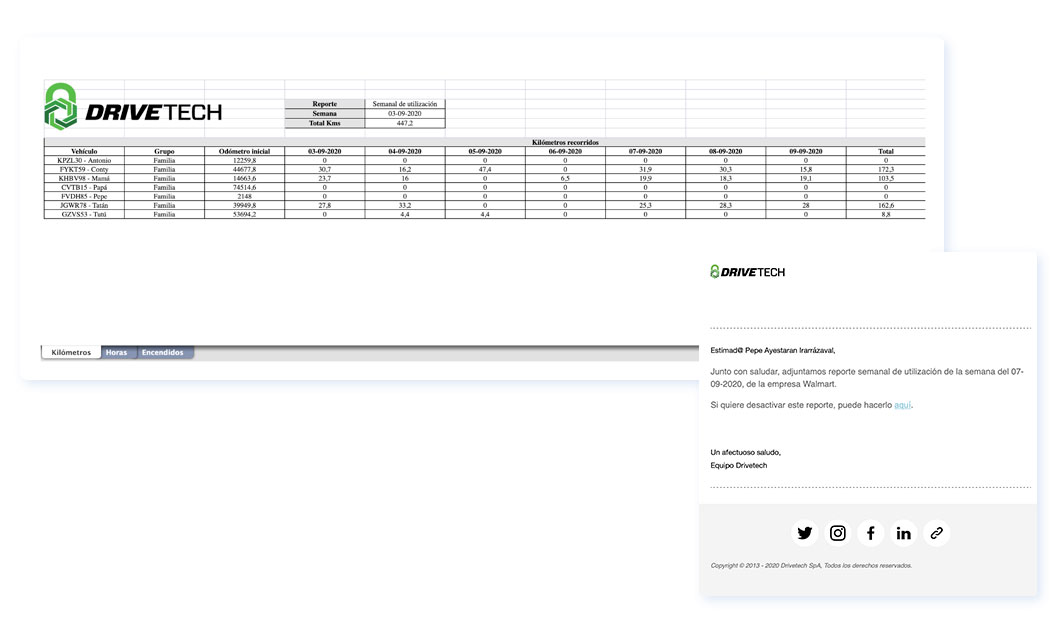 DRIVETECH
Reporte Semanal de utilización
Semana 03-09-2020
Total Kms 447,2
Kilómetros recorridos
Vehículo Grupo Odómetro inicial 03-09-2020 04-09-2020 05-09-2020 06-09-2020 07-09-2020 08-09-2020 09-09-2020 Total
KPZL30 - Antonio Familia 12259,8 0 0 0 0 0 0 0 0
FYKT59 - Conty Familia 44677,8 30,7 16,2 47,4 0 31,9 30,3 15,8 172,3
KHBV98 - Mamá Familia 14663,6 23,7 16 0 6,5 19,9 18,3 19,1 103,5
CVTB15 - Papá Familia 74514,6 0 0 0 0 0 0 0 0
FVDH85 - Pepe Familia 2148 0 0 0 0 0 0 0 0
JGWR78 - Tatán Familia 39949,8 27,8 33,2 0 0 25,3 28,3 28 162,6
GZVS53 - Tutú Familia 53694,2 0 4,4 4,4 0 0 0 0 8,8
Kilómetros Horas Encendidos
DRIVETECH
Estimad@ Pepe Ayestaran Irarrázaval,
Junto con saludar, adjuntamos reporte semanal de utilización de la semana del 07-
09-2020, de la empresa Walmart.
Si quiere desactivar este reporte, puede hacerlo aquí.
Un afectuoso saludo,
Equipo Drivetech
Copyright © 2013 - 2020 Drivetech SpA, Todos los derechos reservados.